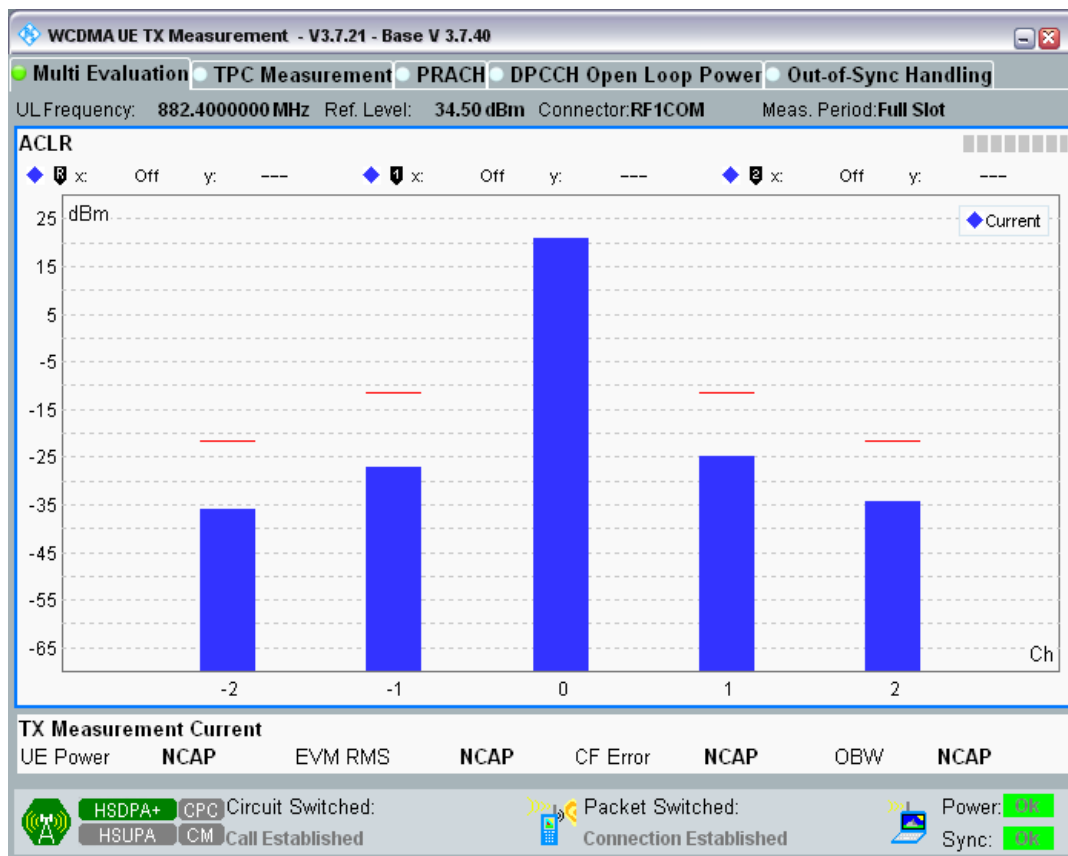 WCDMA UE TX Measurement - V3.7.21 - Base V 3.7.40
Multi Evaluation TPC Measurement PRACH DPCCH Open Loop Power Out-of-Sync Handling
UL Frequency: 882.4000000 MHz Ref. Level: 34.50 dBm Connector:RF1COM Meas. Period:Full Slot
ACLR
R x: Off y: --- 1 x: Off y: --- 2 x: Off y: ---
25 dBm
Current
15
5
-5
-15
-25
-35
-45
-55
-65
Ch
-2 -1 0 1 2
TX Measurement Current
UE Power NCAP EVM RMS NCAP CF Error NCAP OBW NCAP
HSDPA+ CPC Circuit Switched: Packet Switched: Power: OK
HSUPA CM Call Established Connection Established Sync: OK